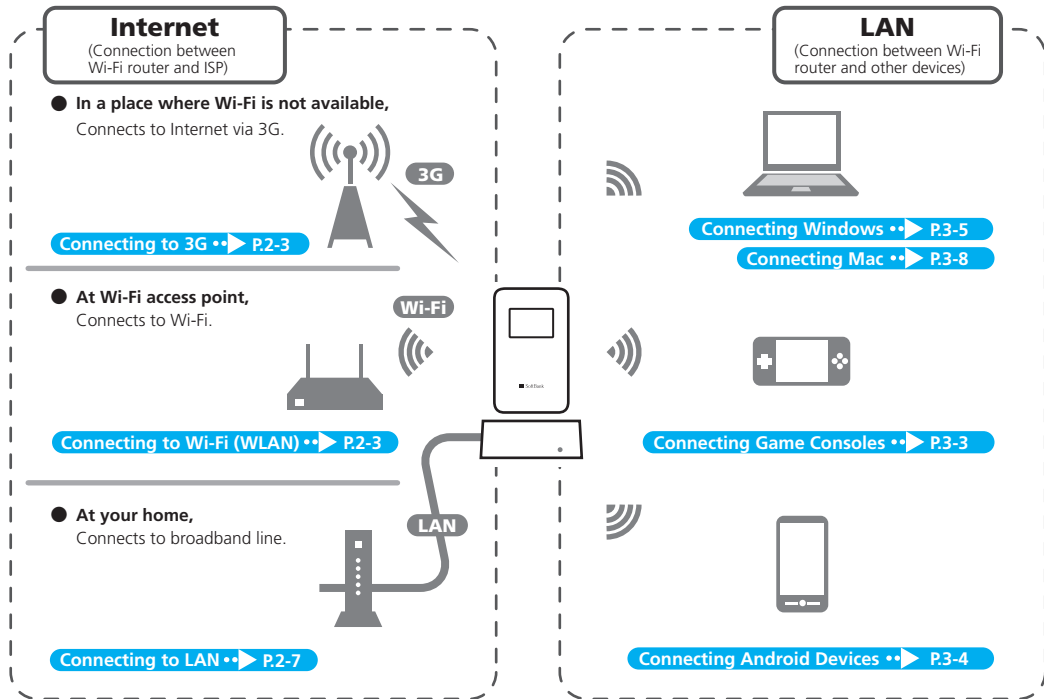 Internet
(Connection between
Wi-Fi router and ISP)
● In a place where Wi-Fi is not available,
Connects to Internet via 3G.
3G
Connecting to 3G ••▶ P.2-3
● At Wi-Fi access point,
Connects to Wi-Fi.
Wi-Fi
Connecting to Wi-Fi (WLAN) ••▶ P.2-3
● At your home,
Connects to broadband line.
LAN
Connecting to LAN ••▶ P.2-7
SoftBank
LAN
(Connection between Wi-Fi
router and other devices)
Connecting Windows ••▶ P.3-5
Connecting Mac ••▶ P.3-8
Connecting Game Consoles ••▶ P.3-3
Connecting Android Devices ••▶ P.3-4